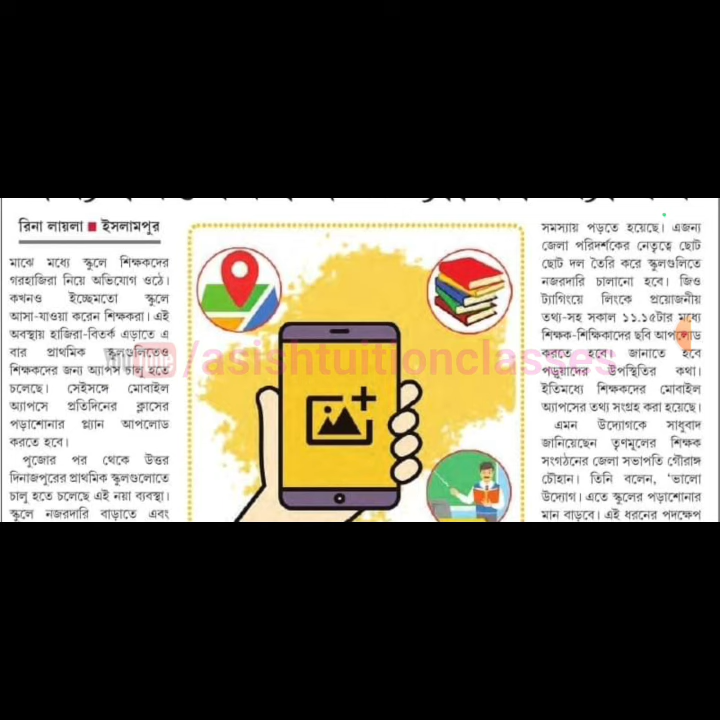 রিনা লায়লা ■ ইসলামপুর
মাঝে মধ্যে স্কুলে শিক্ষকদের
গরহাজিরা নিয়ে অভিযোগ ওঠে।
কখনও ইচ্ছেমতো স্কুলে
আসা-যাওয়া করেন শিক্ষকরা। এই
অবস্থায় হাজিরা-বিতর্ক এড়াতে এ
বার প্রাথমিক স্কুলগুলিতেও
শিক্ষকদের জন্য অ্যাপস চালু হতে
চলেছে। সেইসঙ্গে মোবাইল
অ্যাপসে প্রতিদিনের ক্লাসের
পড়াশোনার প্ল্যান আপলোড
করতে হবে।
পুজোর পর থেকে উত্তর
দিনাজপুরের প্রাথমিক স্কুলগুলোতে
চালু হতে চলেছে এই নয়া ব্যবস্থা।
স্কুলে নজরদারি বাড়াতে এবং
YouTube/asishtuitionclasses
সমস্যায় পড়তে হয়েছে। এজন্য
জেলা পরিদর্শকের নেতৃত্বে ছোট
ছোট দল তৈরি করে স্কুলগুলিতে
নজরদারি চালানো হবে। জিও
ট্যাগিংয়ে লিংকে প্রয়োজনীয়
তথ্য-সহ সকাল ১১.১৫টার মধ্যে
শিক্ষক-শিক্ষিকাদের ছবি আপলোড
করতে হবে। জানাতে হবে
পড়ুয়াদের উপস্থিতির কথা।
ইতিমধ্যে শিক্ষকদের মোবাইল
অ্যাপসের তথ্য সংগ্রহ করা হয়েছে।
এমন উদ্যোগকে সাধুবাদ
জানিয়েছেন তৃণমূলের শিক্ষক
সংগঠনের জেলা সভাপতি গৌরাঙ্গ
চৌহান। তিনি বলেন, 'ভালো
উদ্যোগ। এতে স্কুলের পড়াশোনার
মান বাড়বে। এই ধরনের পদক্ষেপ